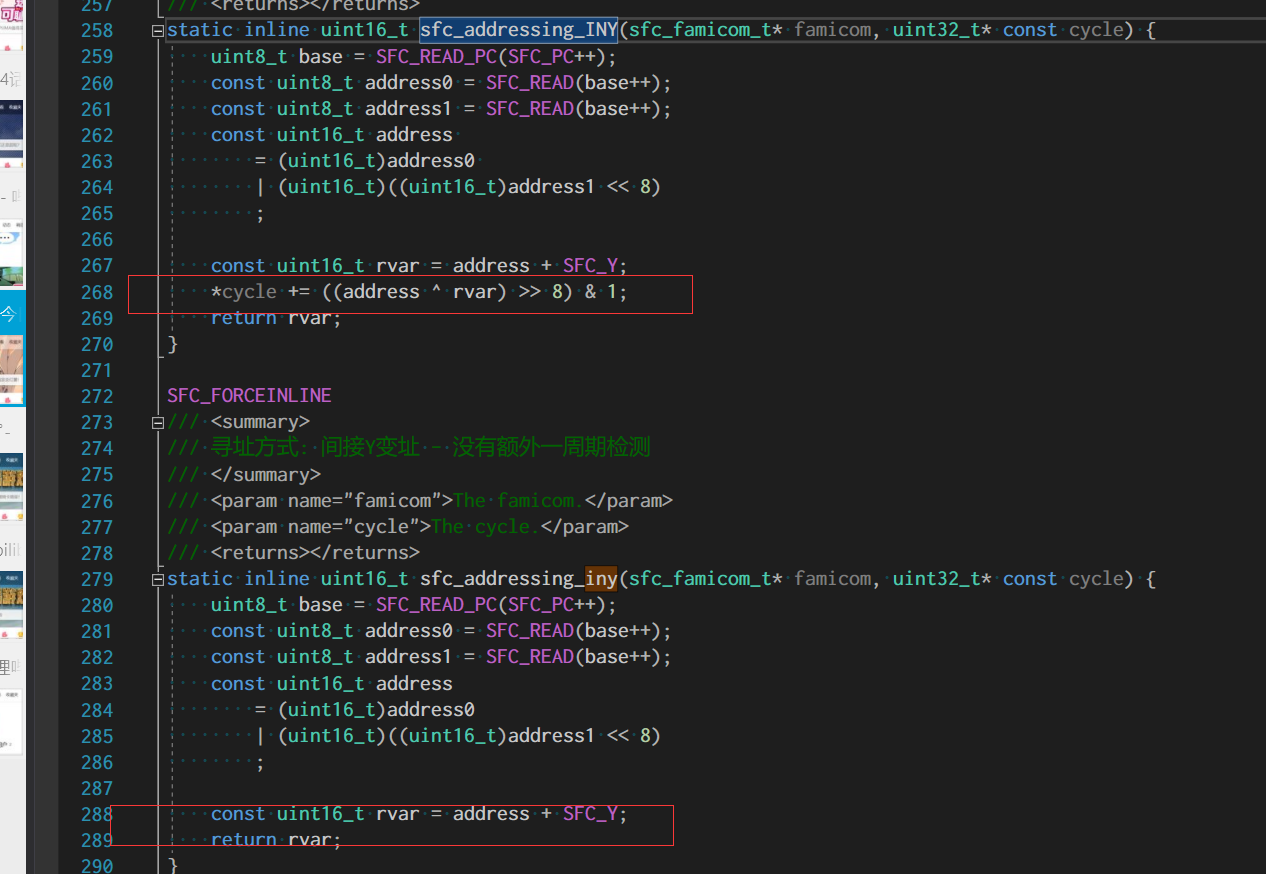 257 /// <returns></returns>
258 static inline uint16_t sfc_addressing_INY(sfc_famicom_t* famicom, uint32_t* const cycle) {
259 uint8_t base = SFC_READ_PC(SFC_PC++);
260 const uint8_t address0 = SFC_READ(base++);
261 const uint8_t address1 = SFC_READ(base++);
262 const uint16_t address
263 = (uint16_t)address0
264 | (uint16_t)((uint16_t)address1 << 8)
265 ;
266
267 const uint16_t rvar = address + SFC_Y;
268 *cycle += ((address ^ rvar) >> 8) & 1;
269 return rvar;
270 }
271
272 SFC_FORCEINLINE
273 /// <summary>
274 /// 寻址方式: 间接Y变址 - 没有额外一周期检测
275 /// </summary>
276 /// <param name="famicom">The famicom.</param>
277 /// <param name="cycle">The cycle.</param>
278 /// <returns></returns>
279 static inline uint16_t sfc_addressing_iny(sfc_famicom_t* famicom, uint32_t* const cycle) {
280 uint8_t base = SFC_READ_PC(SFC_PC++);
281 const uint8_t address0 = SFC_READ(base++);
282 const uint8_t address1 = SFC_READ(base++);
283 const uint16_t address
284 = (uint16_t)address0
285 | (uint16_t)((uint16_t)address1 << 8)
286 ;
287
288 const uint16_t rvar = address + SFC_Y;
289 return rvar;
290 }